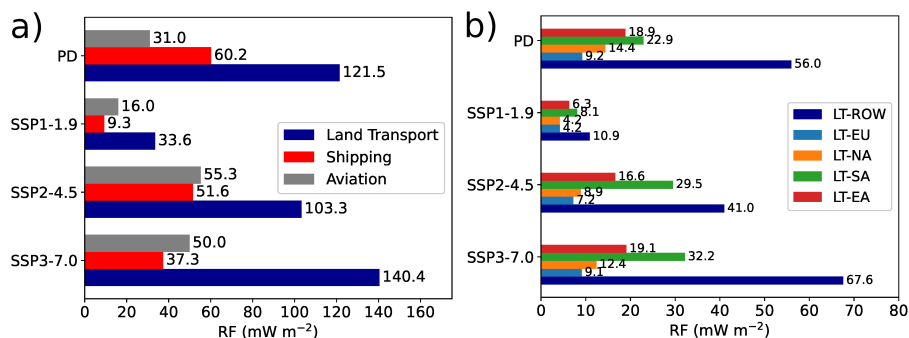 a)
PD
SSP1-1.9
SSP2-4.5
SSP3-7.0
31.0
60.2
121.5
16.0
9.3
33.6
55.3
51.6
103.3
50.0
37.3
140.4
Land Transport
Shipping
Aviation
0 20 40 60 80 100 120 140 160
RF (mW m⁻²)
b)
PD
SSP1-1.9
SSP2-4.5
SSP3-7.0
18.9
22.9
14.4
9.2
56.0
6.3
8.1
4.2
4.2
10.9
16.6
29.5
8.9
7.2
41.0
19.1
32.2
12.4
9.1
67.6
LT-ROW
LT-EU
LT-NA
LT-SA
LT-EA
0 10 20 30 40 50 60 70 80
RF (mW m⁻²)